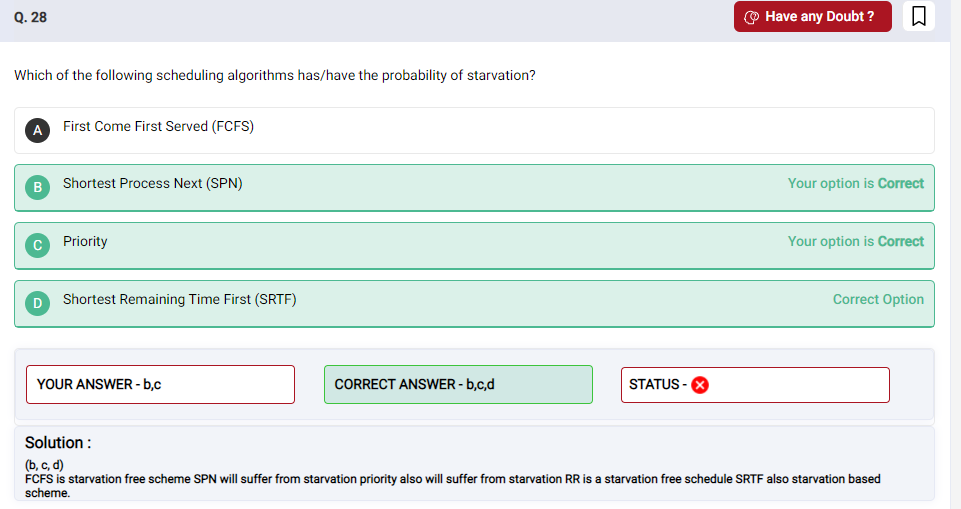 Q. 28
Have any Doubt ?
Which of the following scheduling algorithms has/have the probability of starvation?
A
First Come First Served (FCFS)
B
Shortest Process Next (SPN)
Your option is Correct
C
Priority
Your option is Correct
D
Shortest Remaining Time First (SRTF)
Correct Option
YOUR ANSWER - b,c
CORRECT ANSWER - b,c,d
STATUS -
Solution :
(b, c, d)
FCFS is starvation free scheme SPN will suffer from starvation priority also will suffer from starvation RR is a starvation free schedule SRTF also starvation based
scheme.